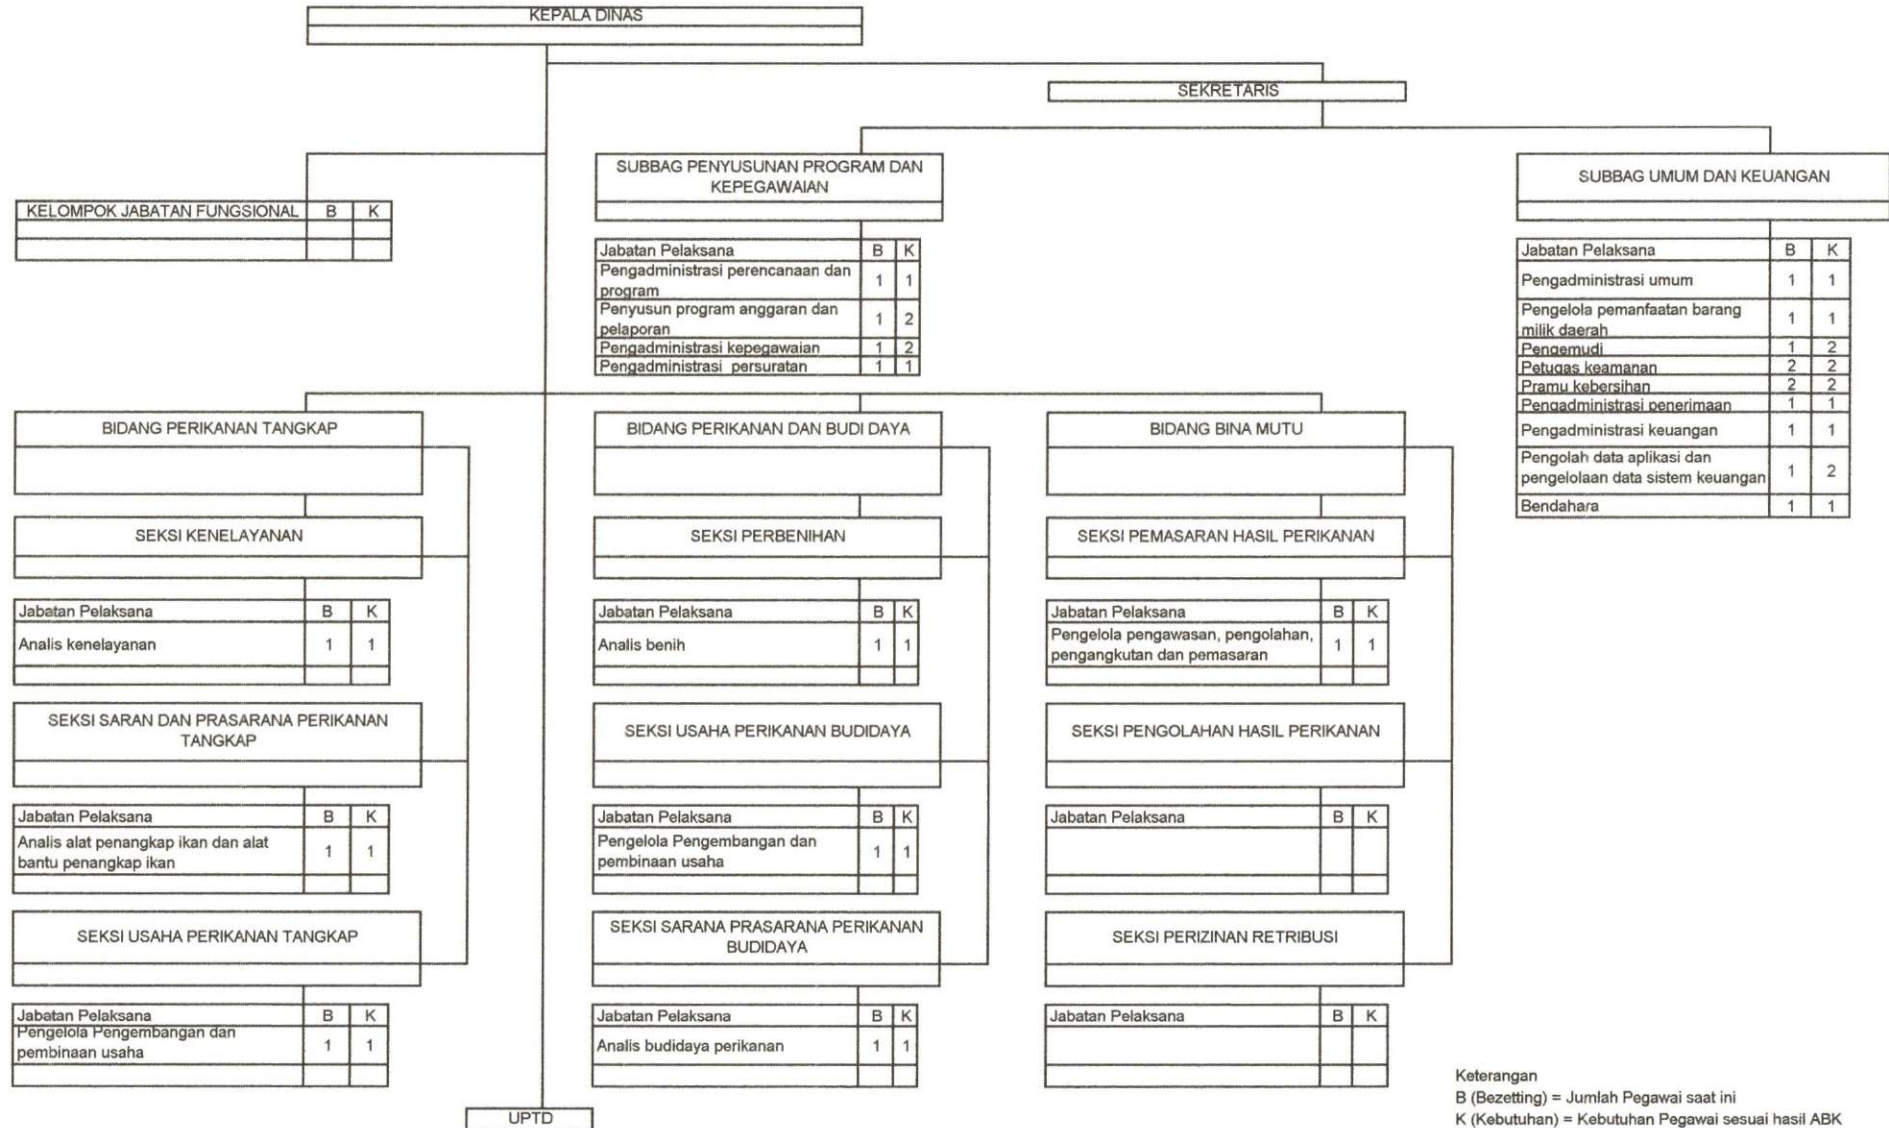 KEPALA DINAS
SEKRETARIS
SUBBAG PENYUSUNAN PROGRAM DAN
KEPEGAWAIAN
SUBBAG UMUM DAN KEUANGAN
KELOMPOK JABATAN FUNGSIONAL B K
Jabatan Pelaksana B K
Pengadministrasi perencanaan dan
program 1 1
Penyusun program anggaran dan
pelaporan 1 2
Pengadministrasi kepegawaian 1 2
Pengadministrasi persuratan 1 1
Jabatan Pelaksana B K
Pengadministrasi umum 1 1
Pengelola pemanfaatan barang
milik daerah 1 1
Pengemudi 1 2
Petugas keamanan 2 2
Pramu kebersihan 2 2
Pengadministrasi penerimaan 1 1
Pengadministrasi keuangan 1 1
Pengolah data aplikasi dan
pengelolaan data sistem keuangan 1 2
Bendahara 1 1
BIDANG PERIKANAN TANGKAP
SEKSI KENELAYANAN
Jabatan Pelaksana B K
Analis kenelayanan 1 1
SEKSI SARAN DAN PRASARANA PERIKANAN
TANGKAP
Jabatan Pelaksana B K
Analis alat penangkap ikan dan alat
bantu penangkap ikan 1 1
SEKSI USAHA PERIKANAN TANGKAP
Jabatan Pelaksana B K
Pengelola Pengembangan dan
pembinaan usaha 1 1
BIDANG PERIKANAN DAN BUDI DAYA
SEKSI PERBENIHAN
Jabatan Pelaksana B K
Analis benih 1 1
SEKSI USAHA PERIKANAN BUDIDAYA
Jabatan Pelaksana B K
Pengelola Pengembangan dan
pembinaan usaha 1 1
SEKSI SARANA PRASARANA PERIKANAN
BUDIDAYA
Jabatan Pelaksana B K
Analis budidaya perikanan 1 1
BIDANG BINA MUTU
SEKSI PEMASARAN HASIL PERIKANAN
Jabatan Pelaksana B K
Pengelola pengawasan, pengolahan,
pengangkutan dan pemasaran 1 1
SEKSI PENGOLAHAN HASIL PERIKANAN
Jabatan Pelaksana B K
SEKSI PERIZINAN RETRIBUSI
Jabatan Pelaksana B K
UPTD
Keterangan
B (Bezetting) = Jumlah Pegawai saat ini
K (Kebutuhan) = Kebutuhan Pegawai sesuai hasil ABK